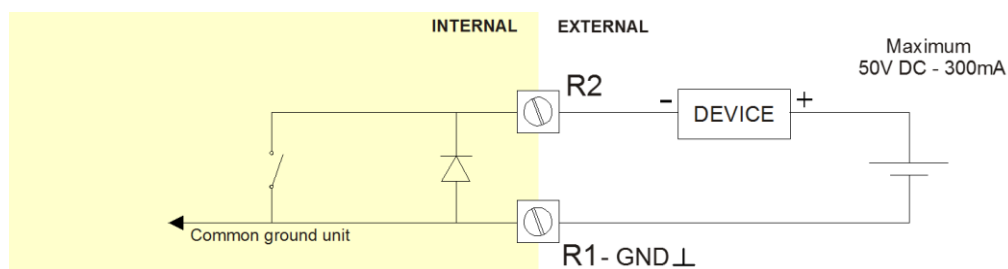 INTERNAL EXTERNAL
Maximum
50V DC - 300mA
R2
- DEVICE +
Common ground unit
R1- GND